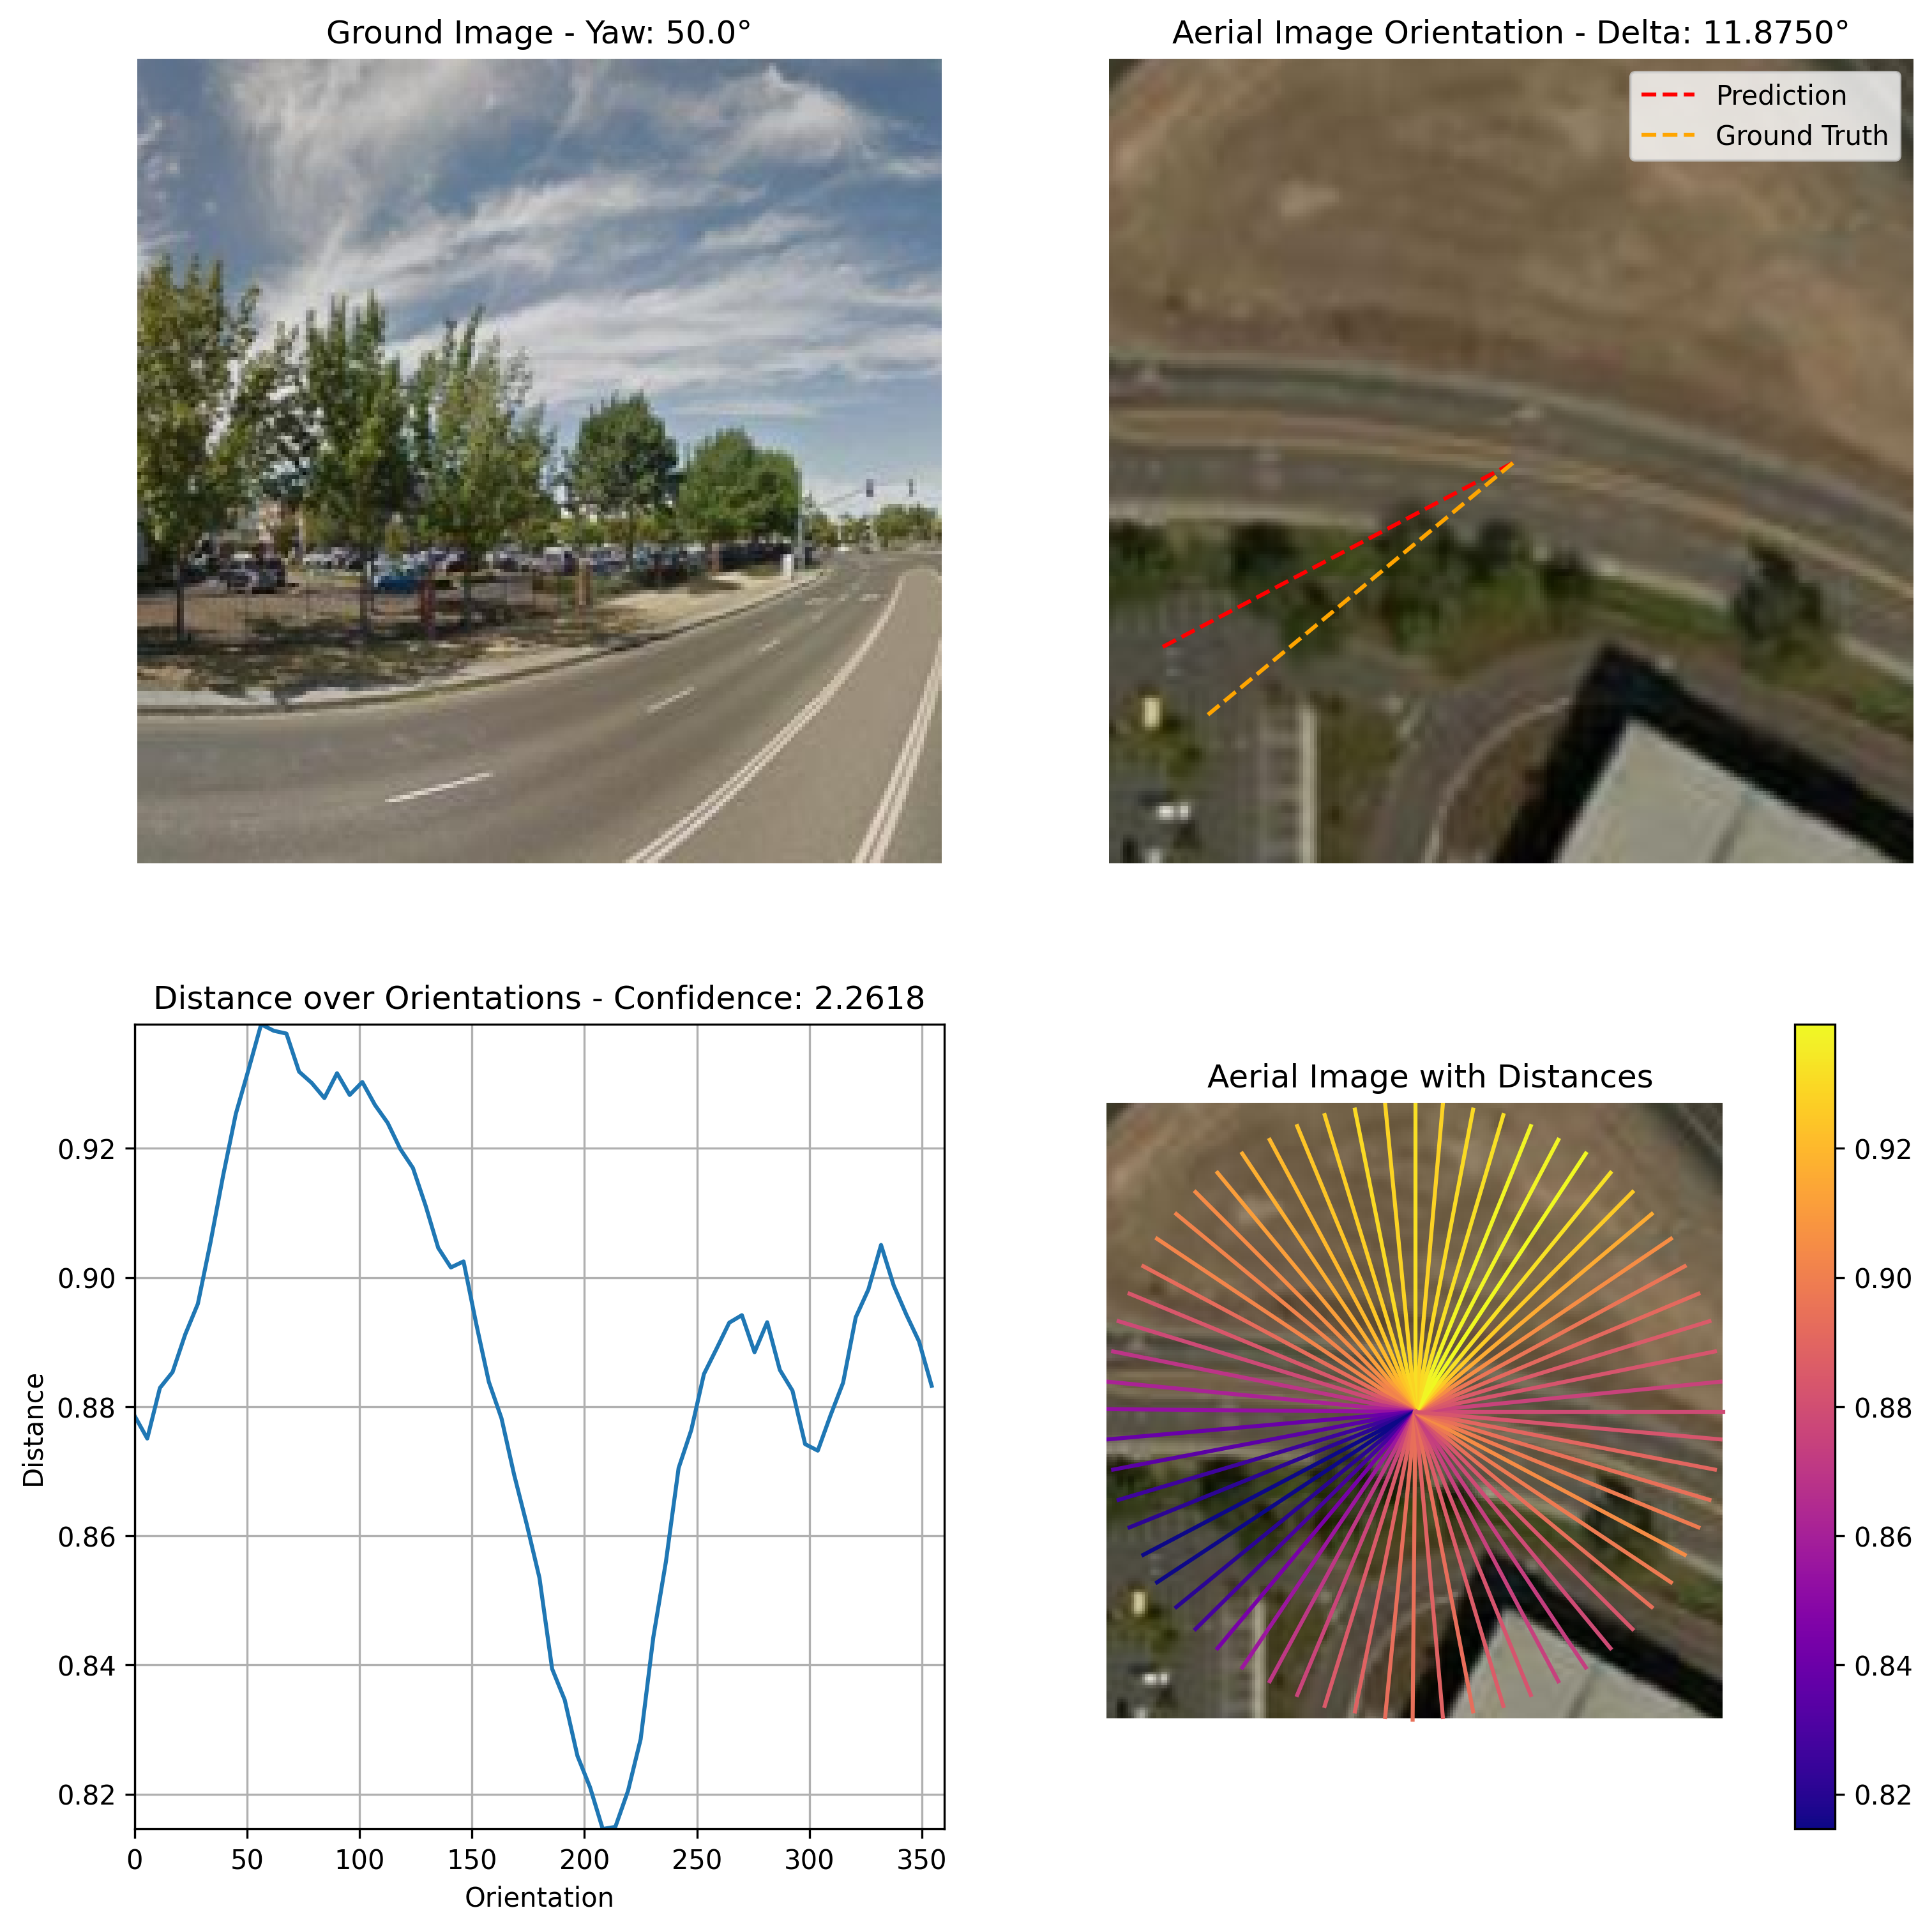 Ground Image - Yaw: 50.0°
Aerial Image Orientation - Delta: 11.8750°
Prediction
Ground Truth
Distance over Orientations - Confidence: 2.2618
0.92
0.90
0.88
0.86
0.84
0.82
Distance
0
50
100
150
200
250
300
350
Orientation
Aerial Image with Distances
0.92
0.90
0.88
0.86
0.84
0.82